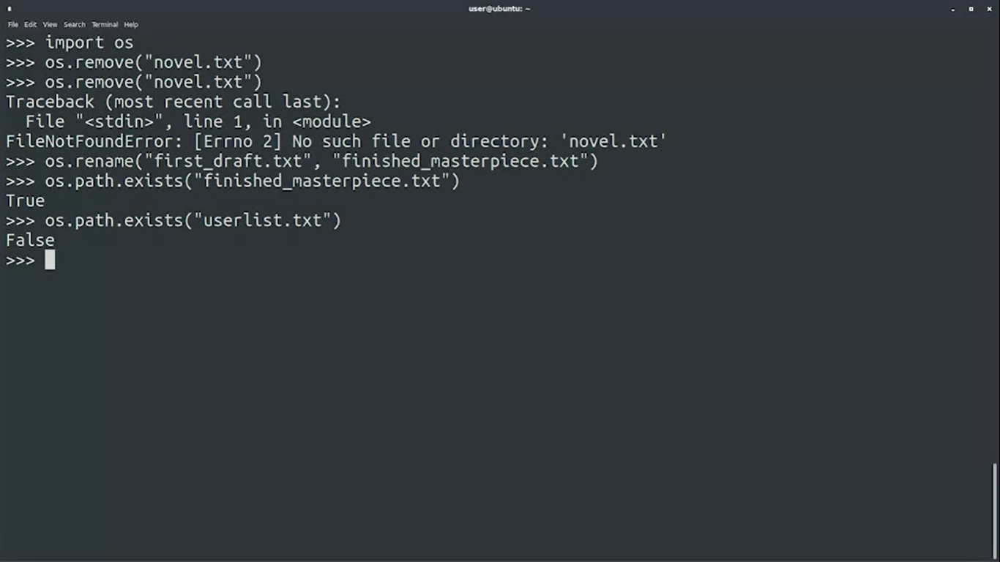 user@ubuntu: ~
File Edit View Search Terminal Help
>>> import os
>>> os.remove("novel.txt")
>>> os.remove("novel.txt")
Traceback (most recent call last):
  File "<stdin>", line 1, in <module>
FileNotFoundError: [Errno 2] No such file or directory: 'novel.txt'
>>> os.rename("first_draft.txt", "finished_masterpiece.txt")
>>> os.path.exists("finished_masterpiece.txt")
True
>>> os.path.exists("userlist.txt")
False
>>>